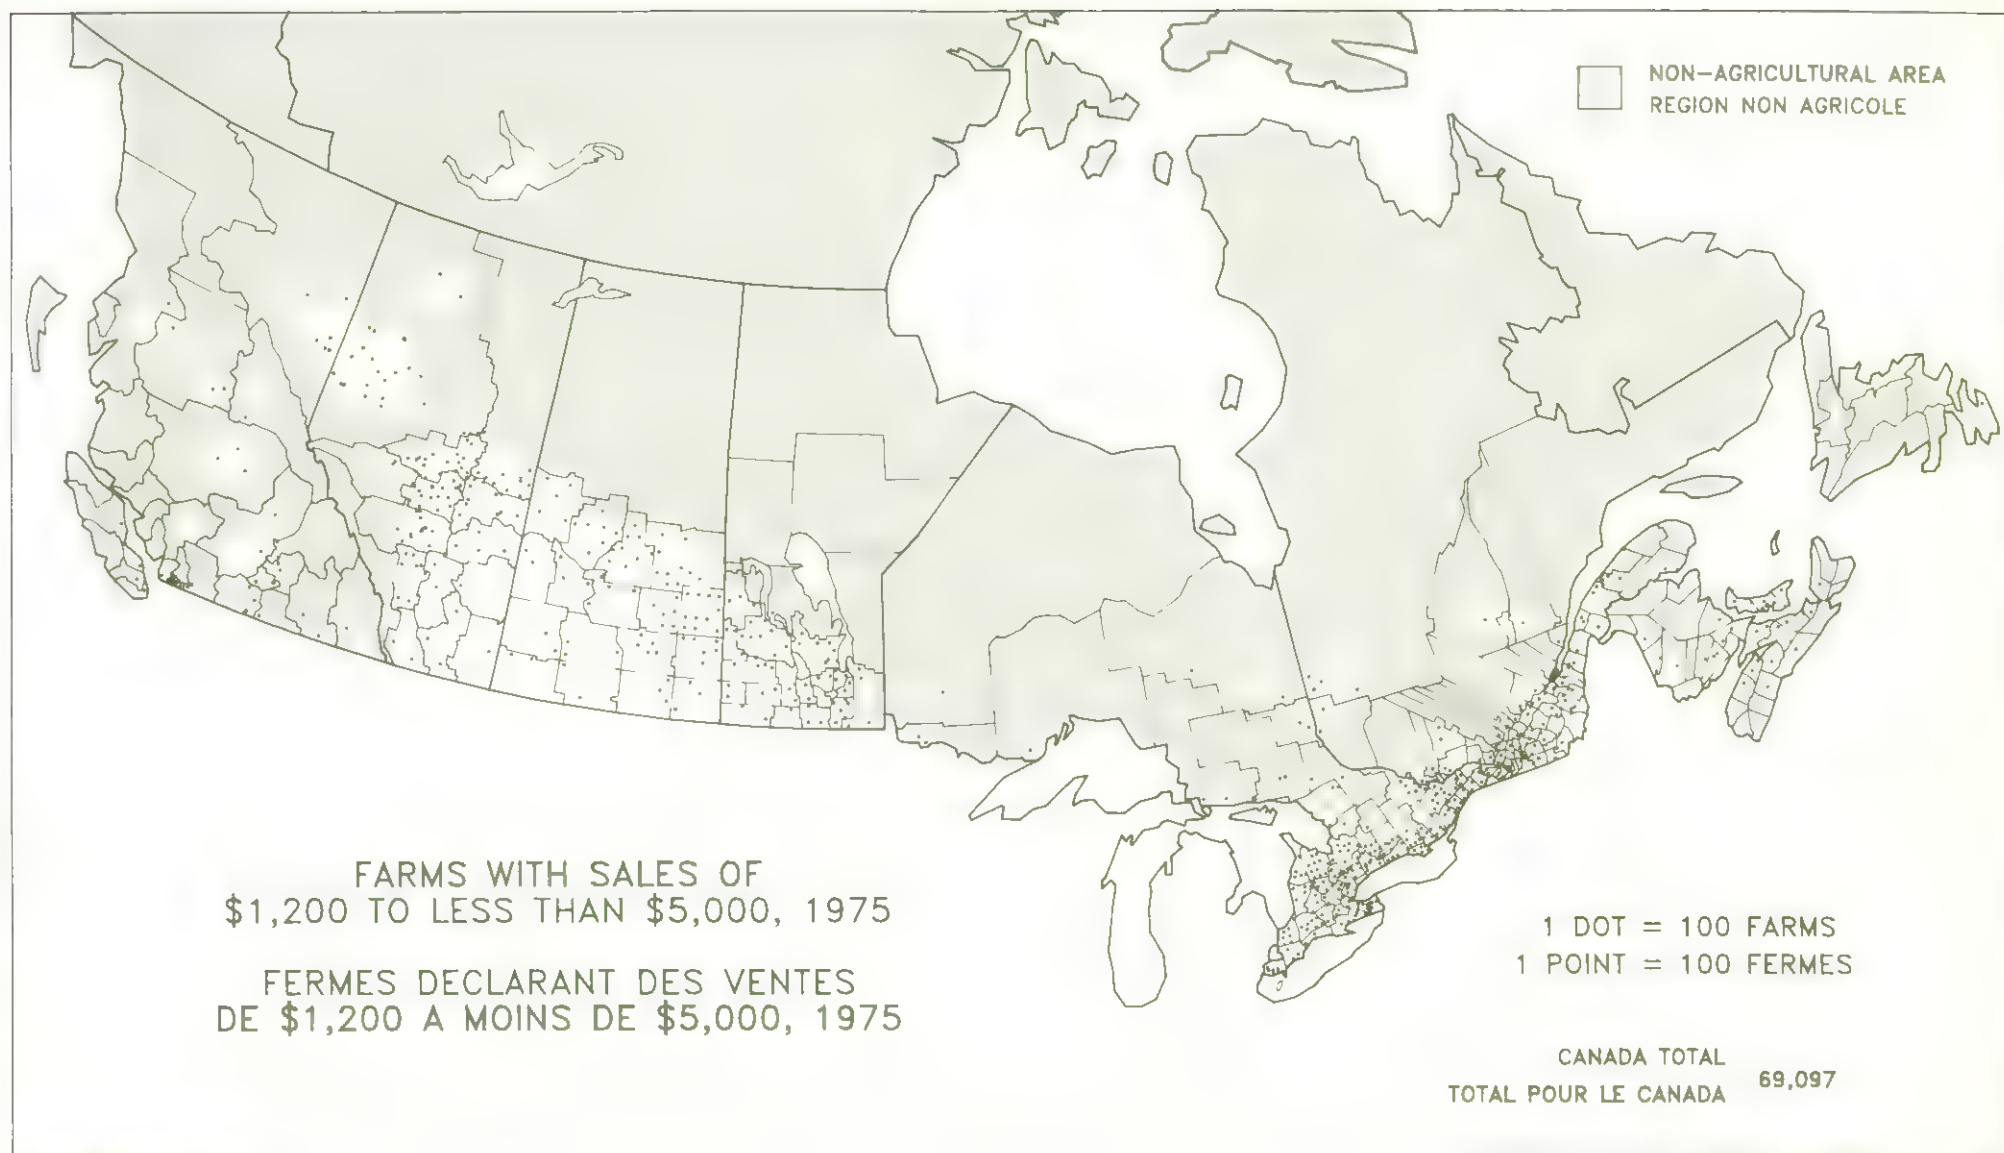 NON-AGRICULTURAL AREA
REGION NON AGRICOLE
FARMS WITH SALES OF
$1,200 TO LESS THAN $5,000, 1975
FERMES DECLARANT DES VENTES
DE $1,200 A MOINS DE $5,000, 1975
1 DOT = 100 FARMS
1 POINT = 100 FERMES
CANADA TOTAL
TOTAL POUR LE CANADA 69,097